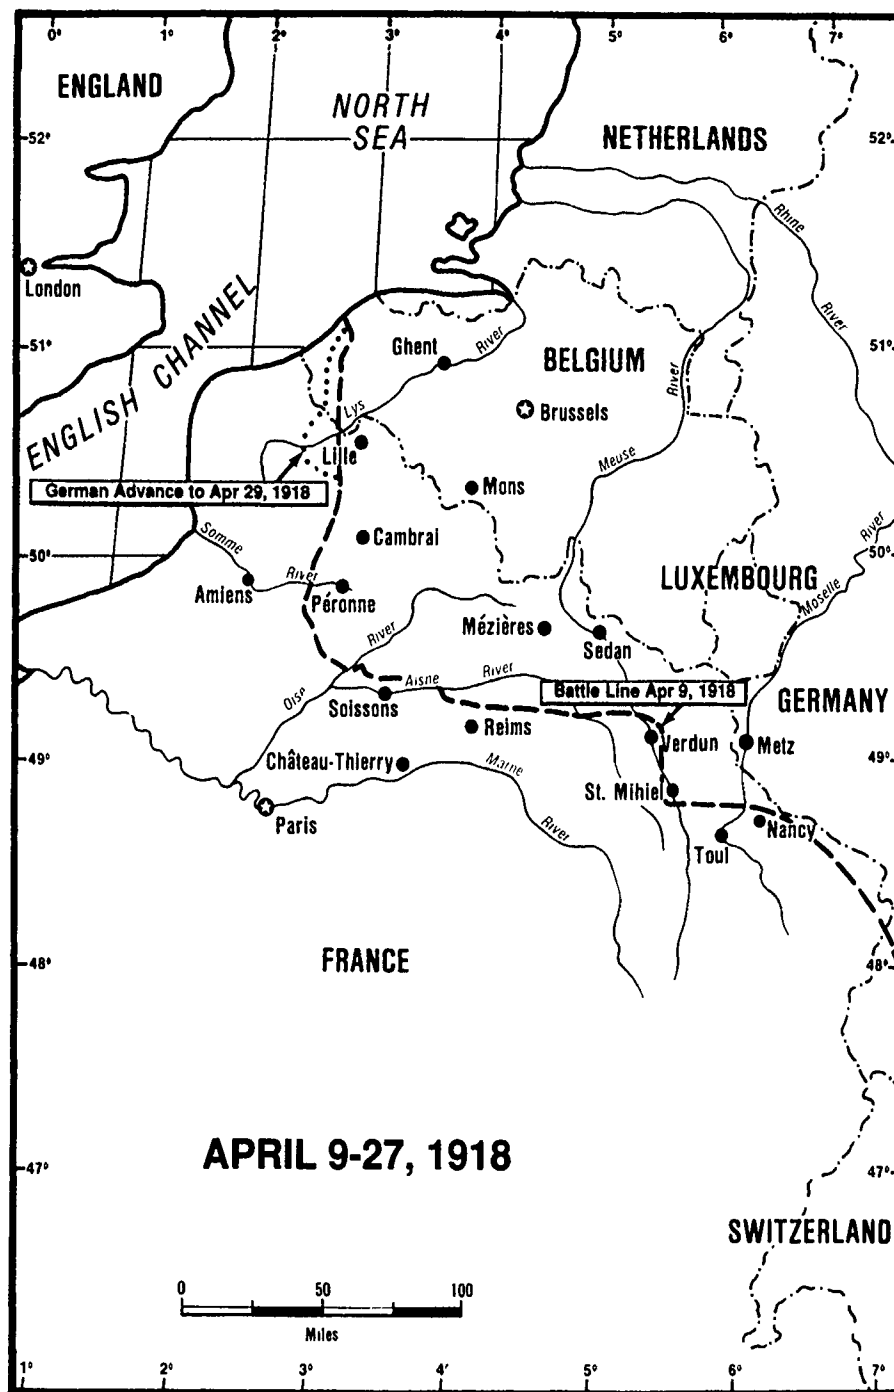 0° 1° 2° 3° 4° 5° 6° 7°
ENGLAND
NORTH
SEA
NETHERLANDS
52° 52°
Rhine
River
London
ENGLISH CHANNEL
51° 51°
Ghent
River
Lys
BELGIUM
Brussels
River
Meuse
Lille
German Advance to Apr 29, 1918
Mons
Cambrai
Somme
River
50° 50°
River
Moselle
LUXEMBOURG
Amiens
Péronne
Mézières
Sedan
River
Oise
Aisne
River
Soissons
Battle Line Apr 9, 1918
GERMANY
Reims
Verdun
Metz
49° 49°
Château-Thierry
Marne
River
St. Mihiel
Paris
Nancy
Toul
FRANCE
48° 48°
APRIL 9-27, 1918
47° 47°
SWITZERLAND
0 50 100
Miles
1° 2° 3° 4° 5° 6° 7°